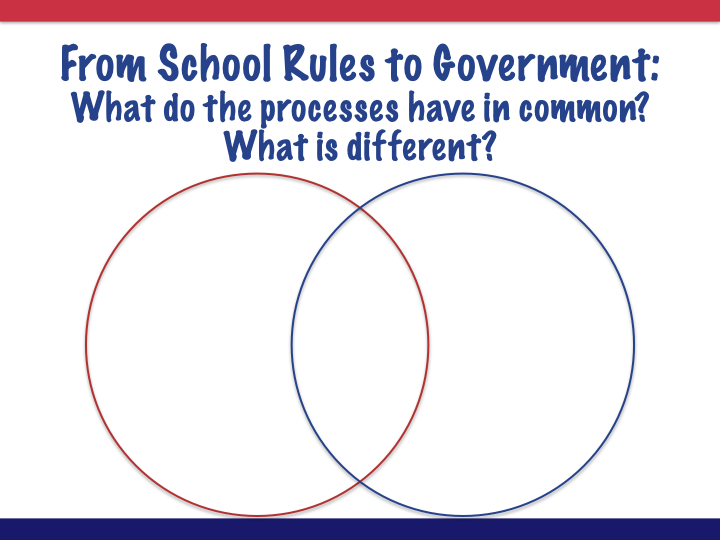 From School Rules to Government:
What do the processes have in common?
What is different?